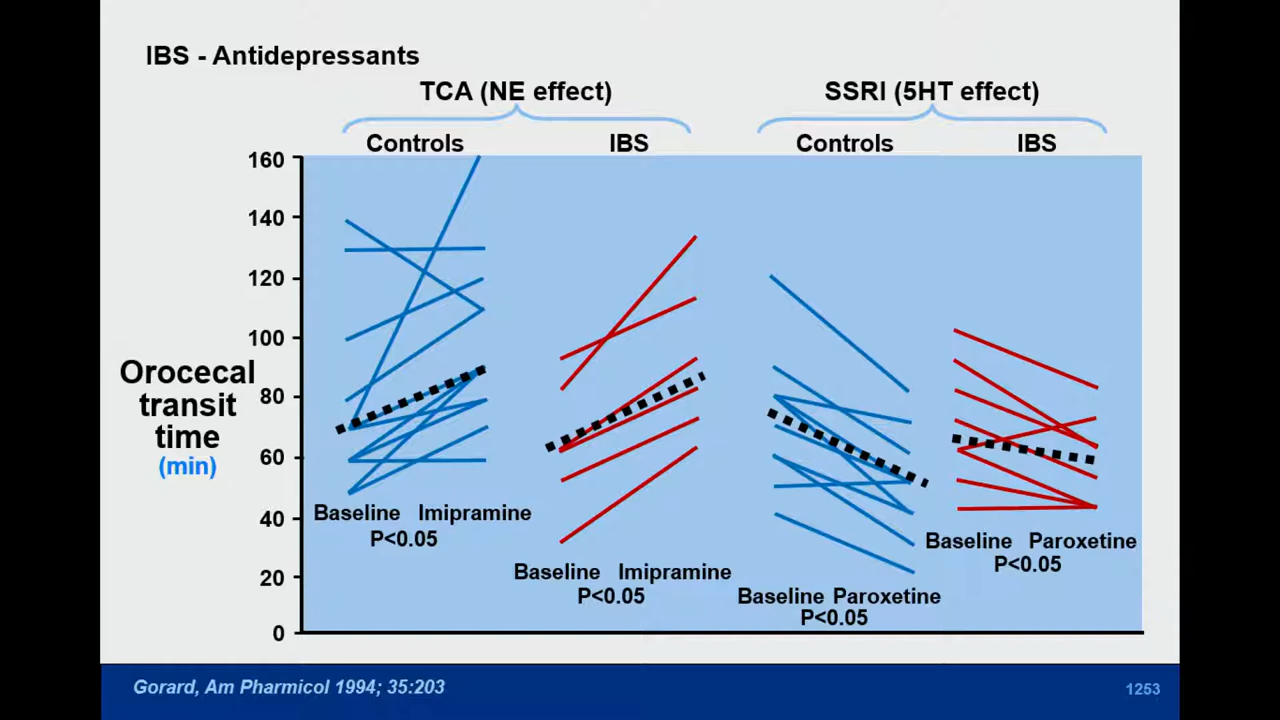 IBS - Antidepressants
TCA (NE effect)
SSRI (5HT effect)
Controls
IBS
Controls
IBS
160
140
120
100
80
60
40
20
0
Orocecal
transit
time
(min)
Baseline Imipramine
P<0.05
Baseline Imipramine
P<0.05
Baseline Paroxetine
P<0.05
Baseline Paroxetine
P<0.05
Gorard, Am Pharmicol 1994; 35:203
1253